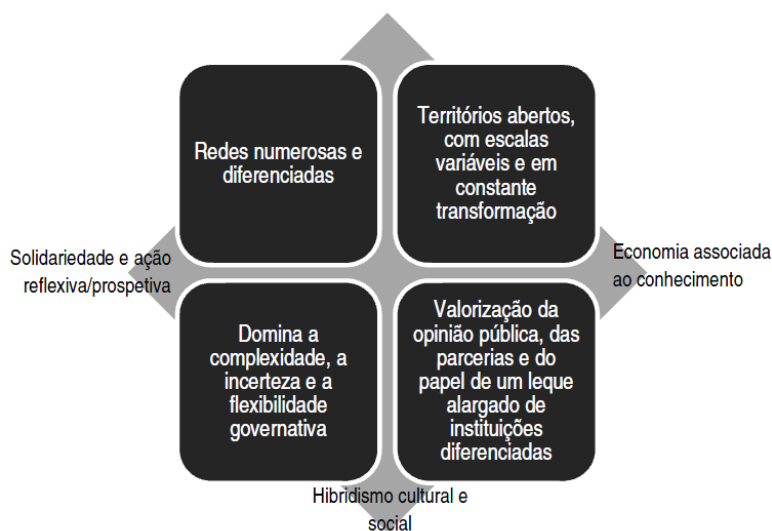 Redes numerosas e
diferenciadas
Territórios abertos,
com escalas
variáveis e em
constante
transformação
Solidariedade e ação
reflexiva/prospetiva
Economia associada
ao conhecimento
Domina a
complexidade, a
incerteza e a
flexibilidade
governativa
Valorização da
opinião pública, das
parcerias e do
papel de um leque
alargado de
instituições
diferenciadas
Hibridismo cultural e
social